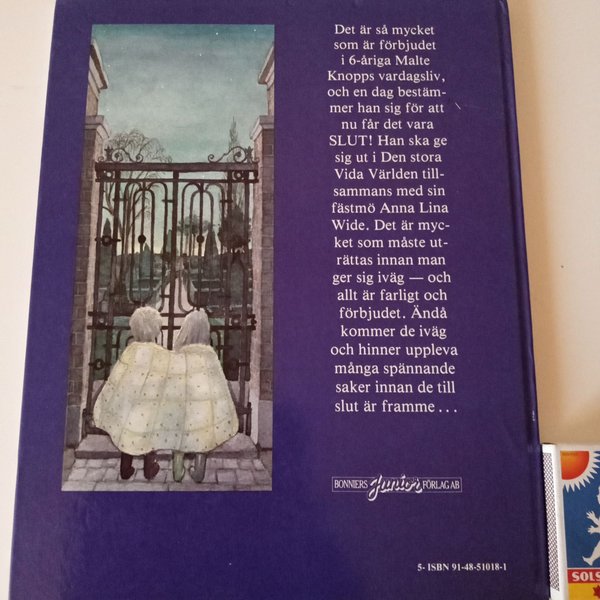 Det är så mycket
som är förbjudet
i 6-åriga Malte
Knopps vardagsliv,
och en dag bestäm-
mer han sig för att
nu får det vara
SLUT! Han ska ge
sig ut i Den stora
Vida Världen till-
sammans med sin
fästmö Anna Lina
Wide. Det är myc-
ket som måste ut-
rättas innan man
ger sig iväg — och
allt är farligt och
förbjudet. Ändå
kommer de iväg
och hinner uppleva
många spännande
saker innan de till
slut är framme...
BONNIERS Junior FÖRLAG AB
5- ISBN 91-48-51018-1
SOLS